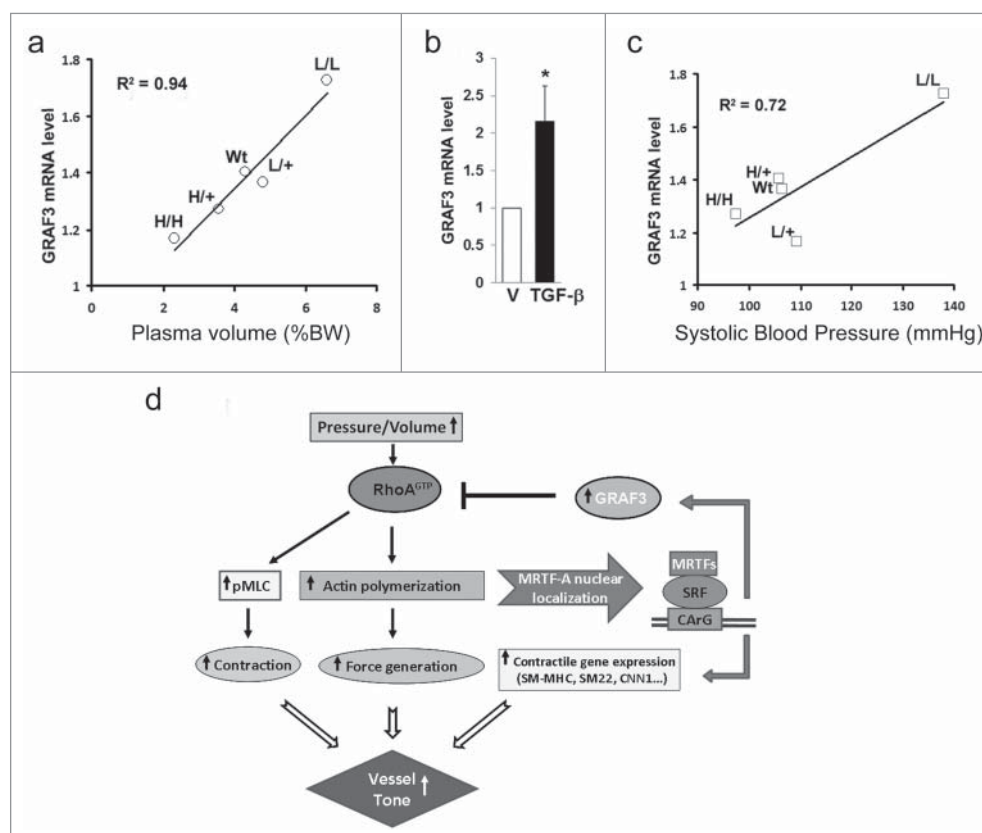 a
GRAF3 mRNA level
1.8
1.6
1.4
1.2
1
R² = 0.94
L/L
Wt
L/+
H/+
H/H
0 2 4 6 8
Plasma volume (%BW)
b
GRAF3 mRNA level
3
2.5
2
1.5
1
0.5
0
*
V TGF-β
c
GRAF3 mRNA level
1.8
1.6
1.4
1.2
1
R² = 0.72
L/L
H/+
Wt
H/H
L/+
90 100 110 120 130 140
Systolic Blood Pressure (mmHg)
d
Pressure/Volume
RhoAᴳᵀᴾ
GRAF3
pMLC
Actin polymerization
MRTF-A nuclear
localization
MRTFs
SRF
CArG
Contraction
Force generation
Contractile gene expression
(SM-MHC, SM22, CNN1...)
Vessel
Tone